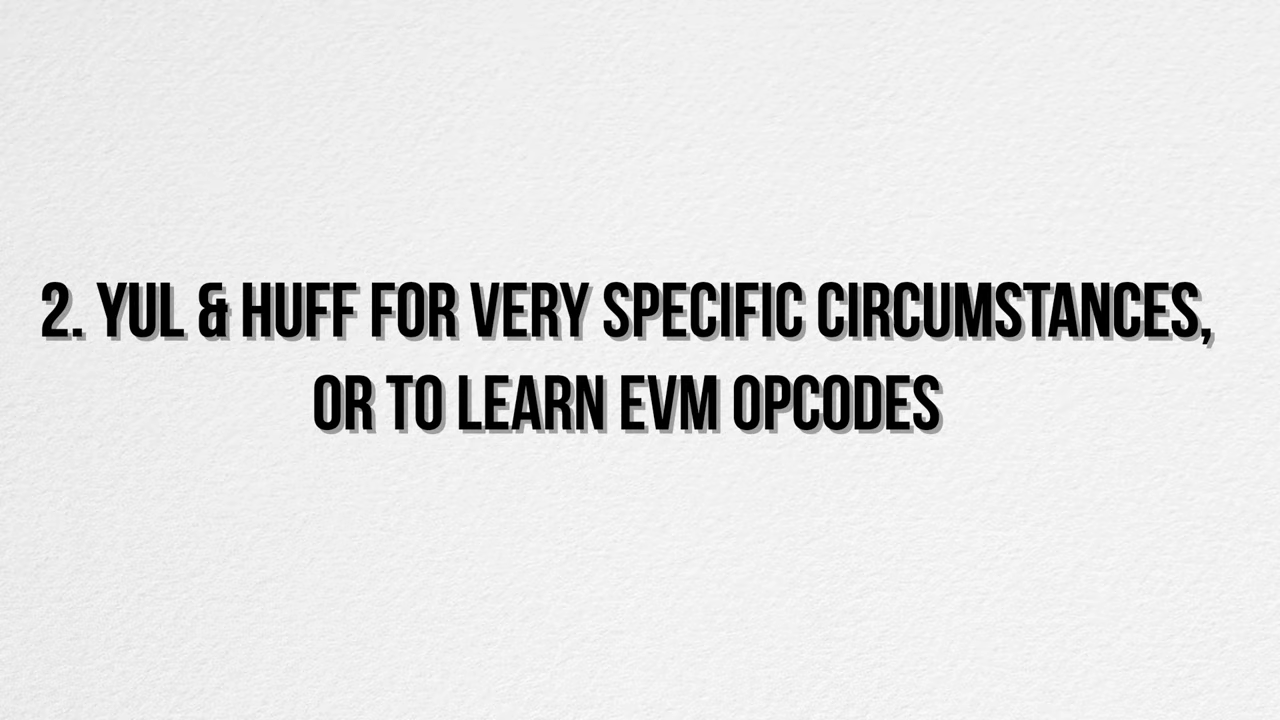 2. YUL & HUFF FOR VERY SPECIFIC CIRCUMSTANCES,
OR TO LEARN EVM OPCODES